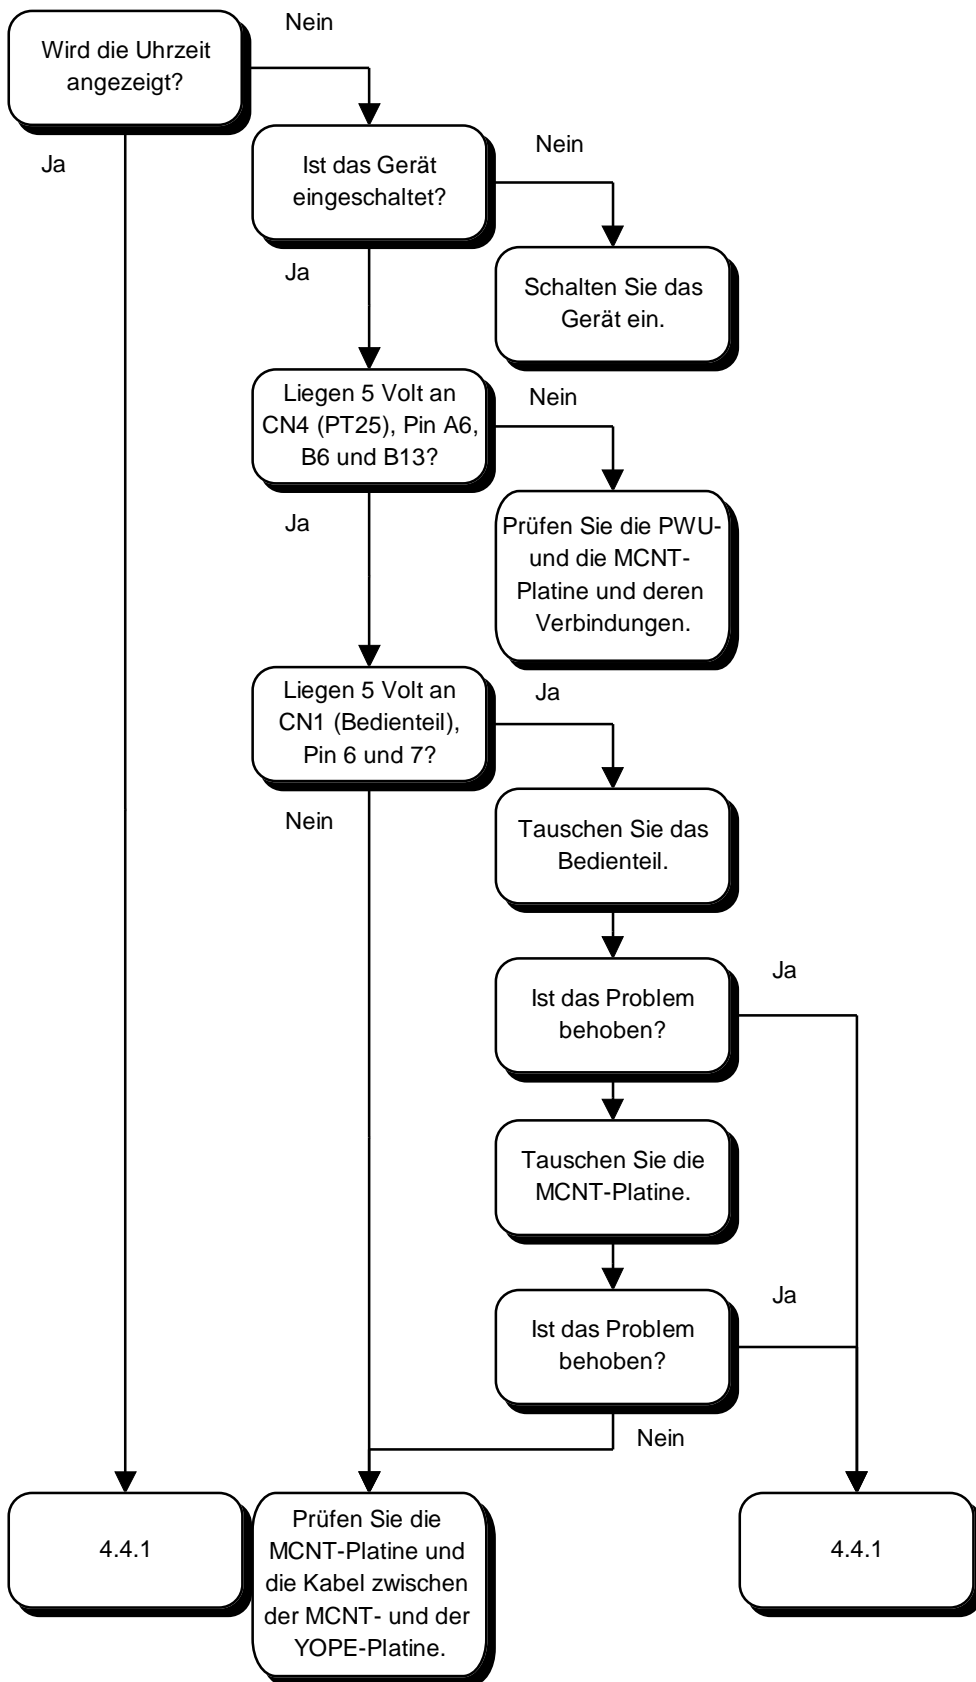 Nein
Wird die Uhrzeit
angezeigt?
Ja
Ist das Gerät
eingeschaltet?
Nein
Ja
Schalten Sie das
Gerät ein.
Liegen 5 Volt an
CN4 (PT25), Pin A6,
B6 und B13?
Nein
Ja
Prüfen Sie die PWU-
und die MCNT-
Platine und deren
Verbindungen.
Liegen 5 Volt an
CN1 (Bedienteil),
Pin 6 und 7?
Ja
Nein
Tauschen Sie das
Bedienteil.
Ist das Problem
behoben?
Ja
Tauschen Sie die
MCNT-Platine.
Ist das Problem
behoben?
Ja
Nein
4.4.1
Prüfen Sie die
MCNT-Platine und
die Kabel zwischen
der MCNT- und der
YOPE-Platine.
4.4.1